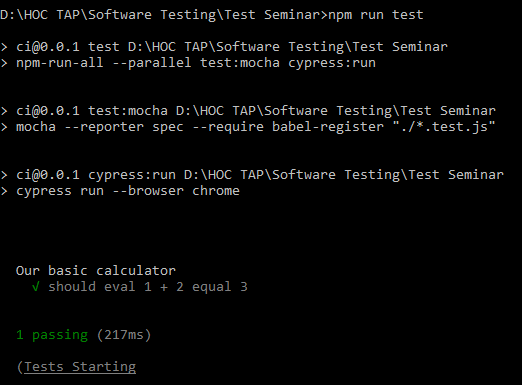 D:\HOC TAP\Software Testing\Test Seminar>npm run test
> ci@0.0.1 test D:\HOC TAP\Software Testing\Test Seminar
> npm-run-all --parallel test:mocha cypress:run
> ci@0.0.1 test:mocha D:\HOC TAP\Software Testing\Test Seminar
> mocha --reporter spec --require babel-register "./*.test.js"
> ci@0.0.1 cypress:run D:\HOC TAP\Software Testing\Test Seminar
> cypress run --browser chrome
Our basic calculator
√ should eval 1 + 2 equal 3
1 passing (217ms)
(Tests Starting